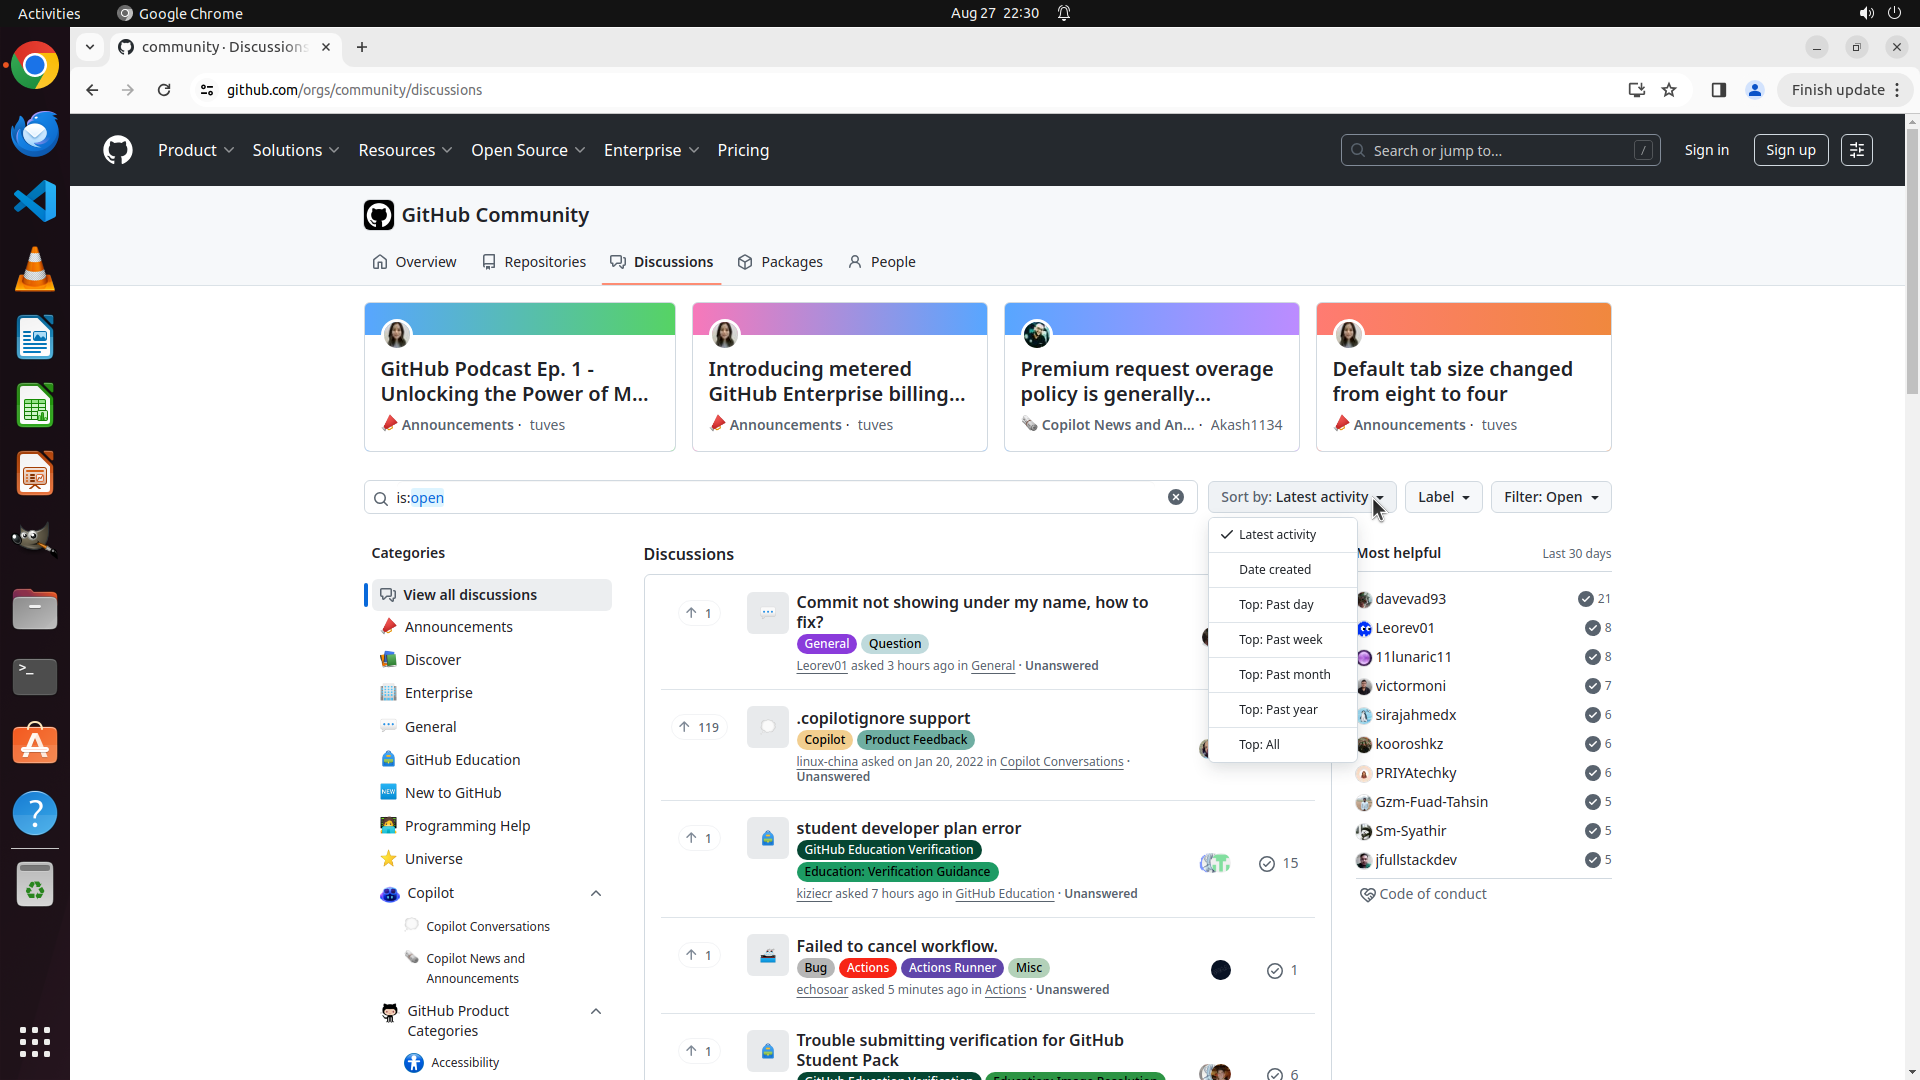 Activities
Google Chrome
Aug 27 22:30
community · Discussions
github.com/orgs/community/discussions
Finish update
Product
Solutions
Resources
Open Source
Enterprise
Pricing
Search or jump to...
/
Sign in
Sign up
GitHub Community
Overview
Repositories
Discussions
Packages
People
GitHub Podcast Ep. 1 -
Unlocking the Power of M...
Announcements · tuves
Introducing metered
GitHub Enterprise billing...
Announcements · tuves
Premium request overage
policy is generally...
Copilot News and An... · Akash1134
Default tab size changed
from eight to four
Announcements · tuves
is:open
Sort by: Latest activity
Label
Filter: Open
Latest activity
Date created
Top: Past day
Top: Past week
Top: Past month
Top: Past year
Top: All
Categories
View all discussions
Announcements
Discover
Enterprise
General
GitHub Education
New to GitHub
Programming Help
Universe
Copilot
Copilot Conversations
Copilot News and
Announcements
GitHub Product
Categories
Accessibility
Discussions
1
Commit not showing under my name, how to
fix?
General Question
Leorev01 asked 3 hours ago in General · Unanswered
119
.copilotignore support
Copilot Product Feedback
linux-china asked on Jan 20, 2022 in Copilot Conversations ·
Unanswered
1
student developer plan error
GitHub Education Verification
Education: Verification Guidance
kiziecr asked 7 hours ago in GitHub Education · Unanswered
15
1
Failed to cancel workflow.
Bug Actions Actions Runner Misc
echosoar asked 5 minutes ago in Actions · Unanswered
1
1
Trouble submitting verification for GitHub
Student Pack
GitHub Education Verification
6
Most helpful
Last 30 days
davevad93 21
Leorev01 8
11lunaric11 8
victormoni 7
sirajahmedx 6
kooroshkz 6
PRIYAtechky 6
Gzm-Fuad-Tahsin 5
Sm-Syathir 5
jfullstackdev 5
Code of conduct